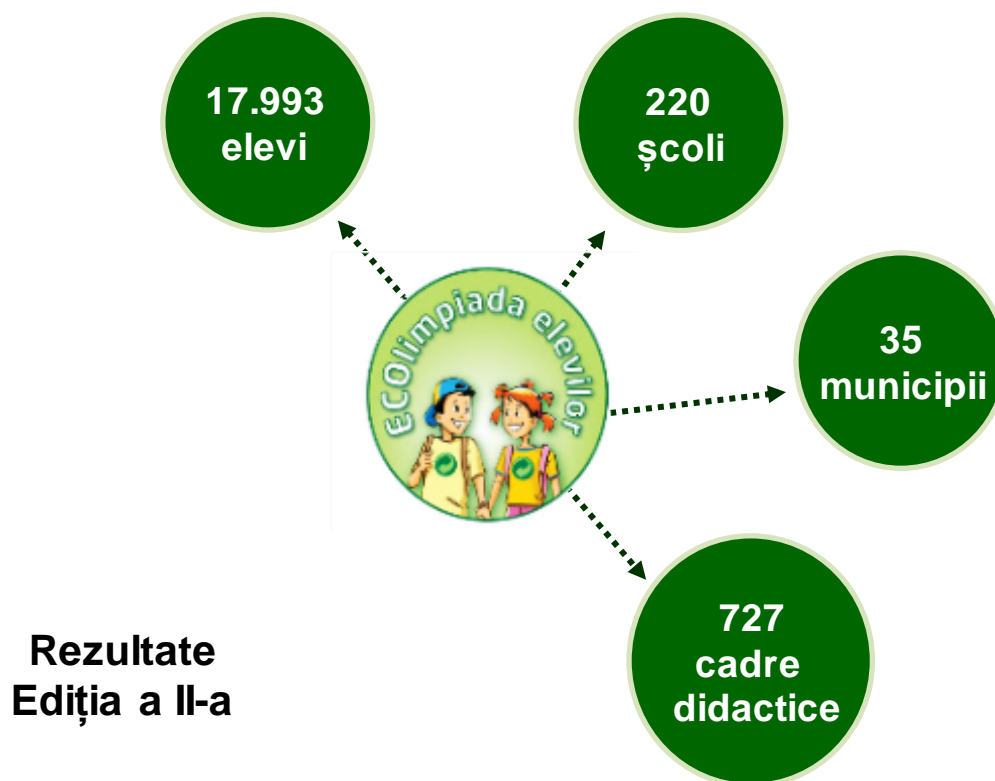 17.993
elevi
220
școli
ECOlimpiada elevilor
35
municipii
727
cadre
didactice
Rezultate
Ediția a II-a